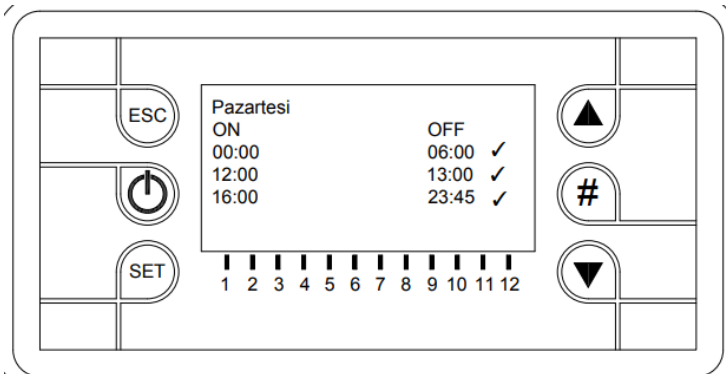 ESC
Pazartesi
ON OFF
00:00 06:00 ✓
12:00 13:00 ✓
16:00 23:45 ✓
#
SET
1 2 3 4 5 6 7 8 9 10 11 12